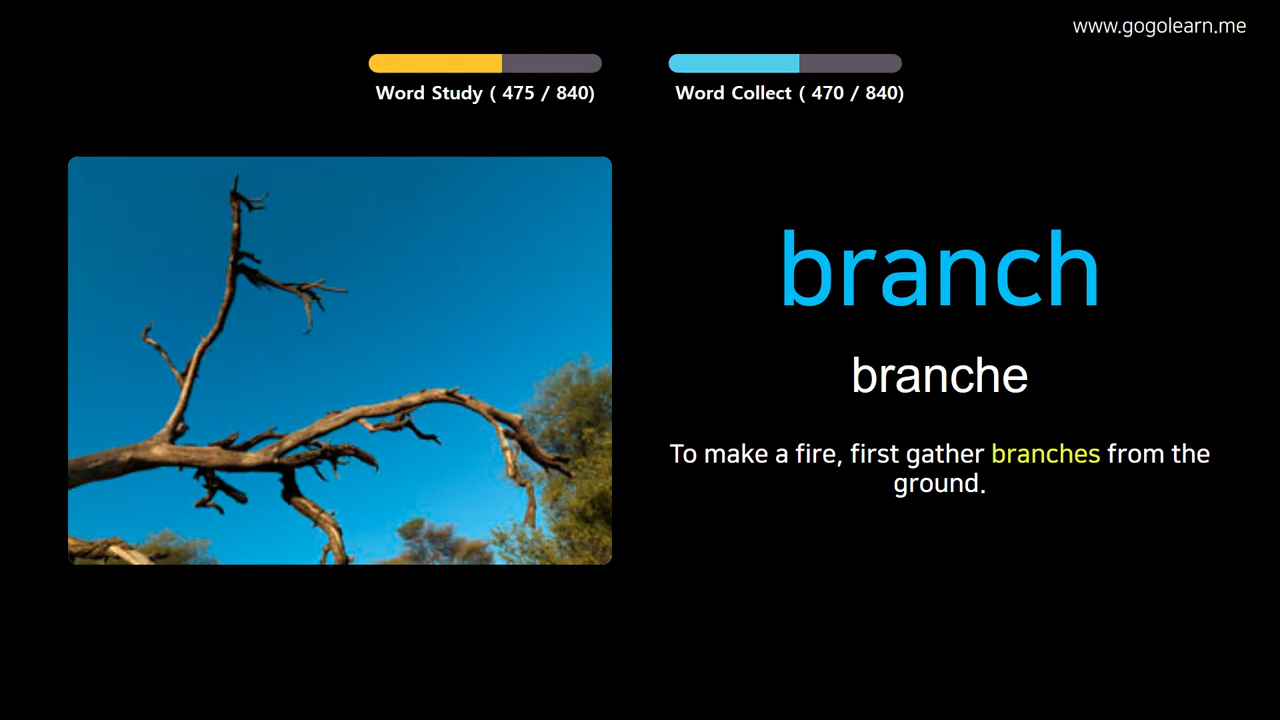 www.gogolearn.me
Word Study ( 475 / 840)
Word Collect ( 470 / 840)
branch
branche
To make a fire, first gather branches from the
ground.